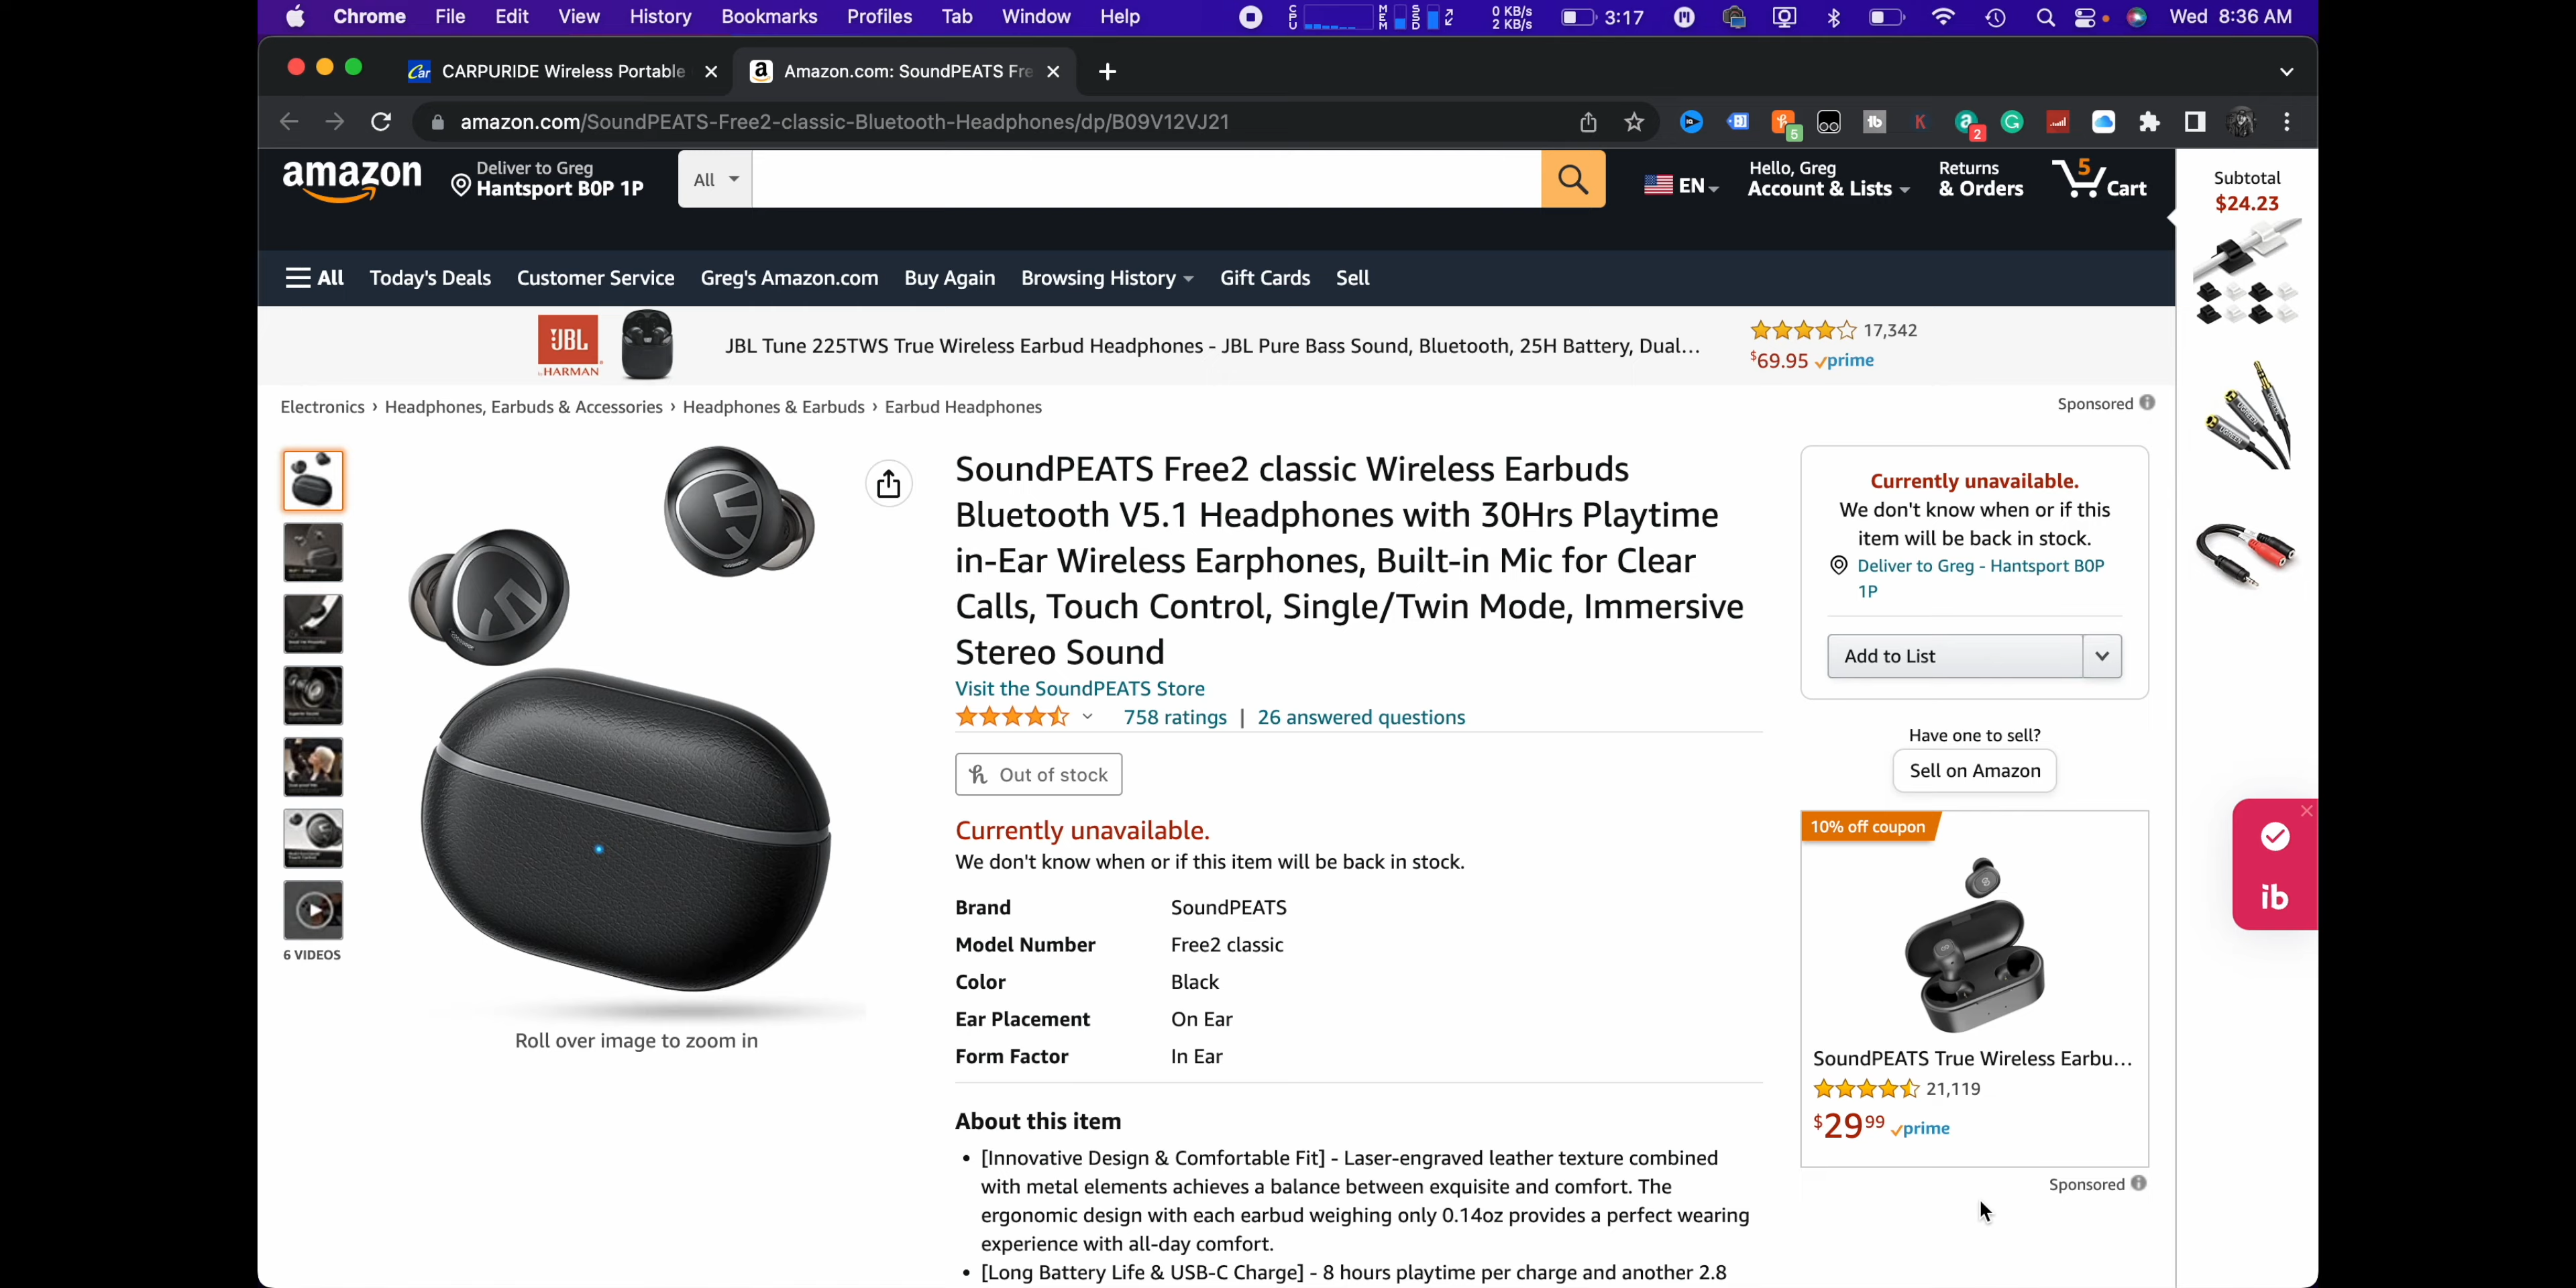 Chrome File Edit View History Bookmarks Profiles Tab Window Help
CPU MEM SSD 0 KB/s 2 KB/s 3:17 Wed 8:36 AM
Car CARPURIDE Wireless Portable
a Amazon.com: SoundPEATS Fre
amazon.com/SoundPEATS-Free2-classic-Bluetooth-Headphones/dp/B09V12VJ21
5 tb K 2
amazon
Deliver to Greg
Hantsport B0P 1P
All
EN
Hello, Greg
Account & Lists
Returns
& Orders
5
Cart
Subtotal
$24.23
All Today's Deals Customer Service Greg's Amazon.com Buy Again Browsing History Gift Cards Sell
JBL
by HARMAN
JBL Tune 225TWS True Wireless Earbud Headphones - JBL Pure Bass Sound, Bluetooth, 25H Battery, Dual...
17,342
$69.95 prime
Electronics › Headphones, Earbuds & Accessories › Headphones & Earbuds › Earbud Headphones
Sponsored
UGREEN
UGREEN
SoundPEATS Free2 classic Wireless Earbuds
Bluetooth V5.1 Headphones with 30Hrs Playtime
in-Ear Wireless Earphones, Built-in Mic for Clear
Calls, Touch Control, Single/Twin Mode, Immersive
Stereo Sound
Visit the SoundPEATS Store
758 ratings | 26 answered questions
Out of stock
Currently unavailable.
We don't know when or if this item will be back in stock.
Brand SoundPEATS
Model Number Free2 classic
Color Black
Ear Placement On Ear
Form Factor In Ear
About this item
• [Innovative Design & Comfortable Fit] - Laser-engraved leather texture combined
with metal elements achieves a balance between exquisite and comfort. The
ergonomic design with each earbud weighing only 0.14oz provides a perfect wearing
experience with all-day comfort.
• [Long Battery Life & USB-C Charge] - 8 hours playtime per charge and another 2.8
6 VIDEOS
Roll over image to zoom in
Currently unavailable.
We don't know when or if this
item will be back in stock.
Deliver to Greg - Hantsport B0P
1P
Add to List
Have one to sell?
Sell on Amazon
10% off coupon
SoundPEATS True Wireless Earbu...
21,119
$29.99 prime
Sponsored
ib